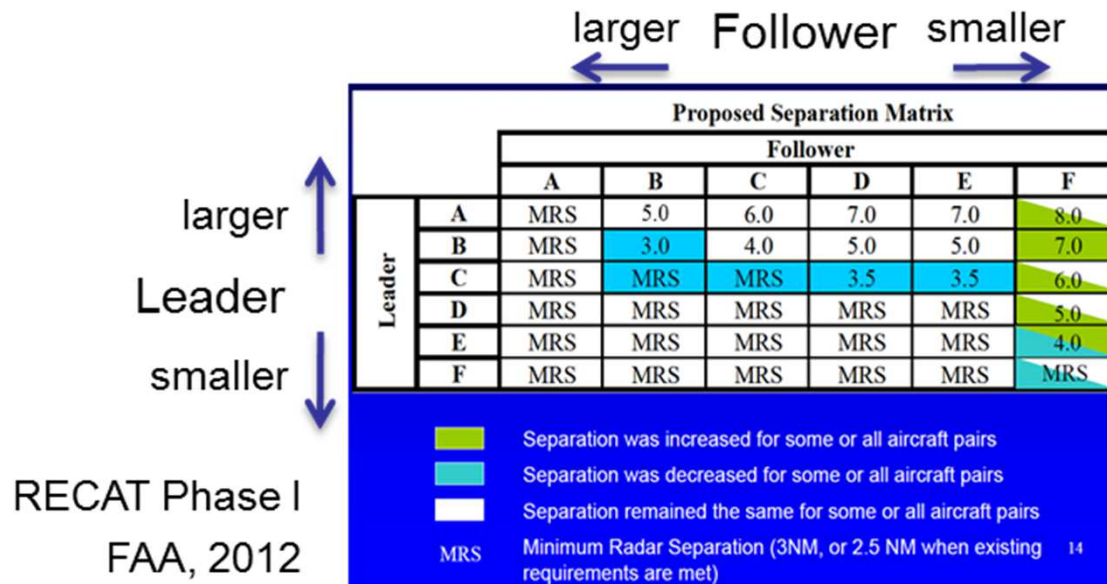 larger Follower smaller
Proposed Separation Matrix
Follower
A B C D E F
larger
Leader
smaller
Leader
A MRS 5.0 6.0 7.0 7.0 8.0
B MRS 3.0 4.0 5.0 5.0 7.0
C MRS MRS MRS 3.5 3.5 6.0
D MRS MRS MRS MRS MRS 5.0
E MRS MRS MRS MRS MRS 4.0
F MRS MRS MRS MRS MRS MRS
Separation was increased for some or all aircraft pairs
Separation was decreased for some or all aircraft pairs
Separation remained the same for some or all aircraft pairs
MRS Minimum Radar Separation (3NM, or 2.5 NM when existing
requirements are met)
14
RECAT Phase I
FAA, 2012